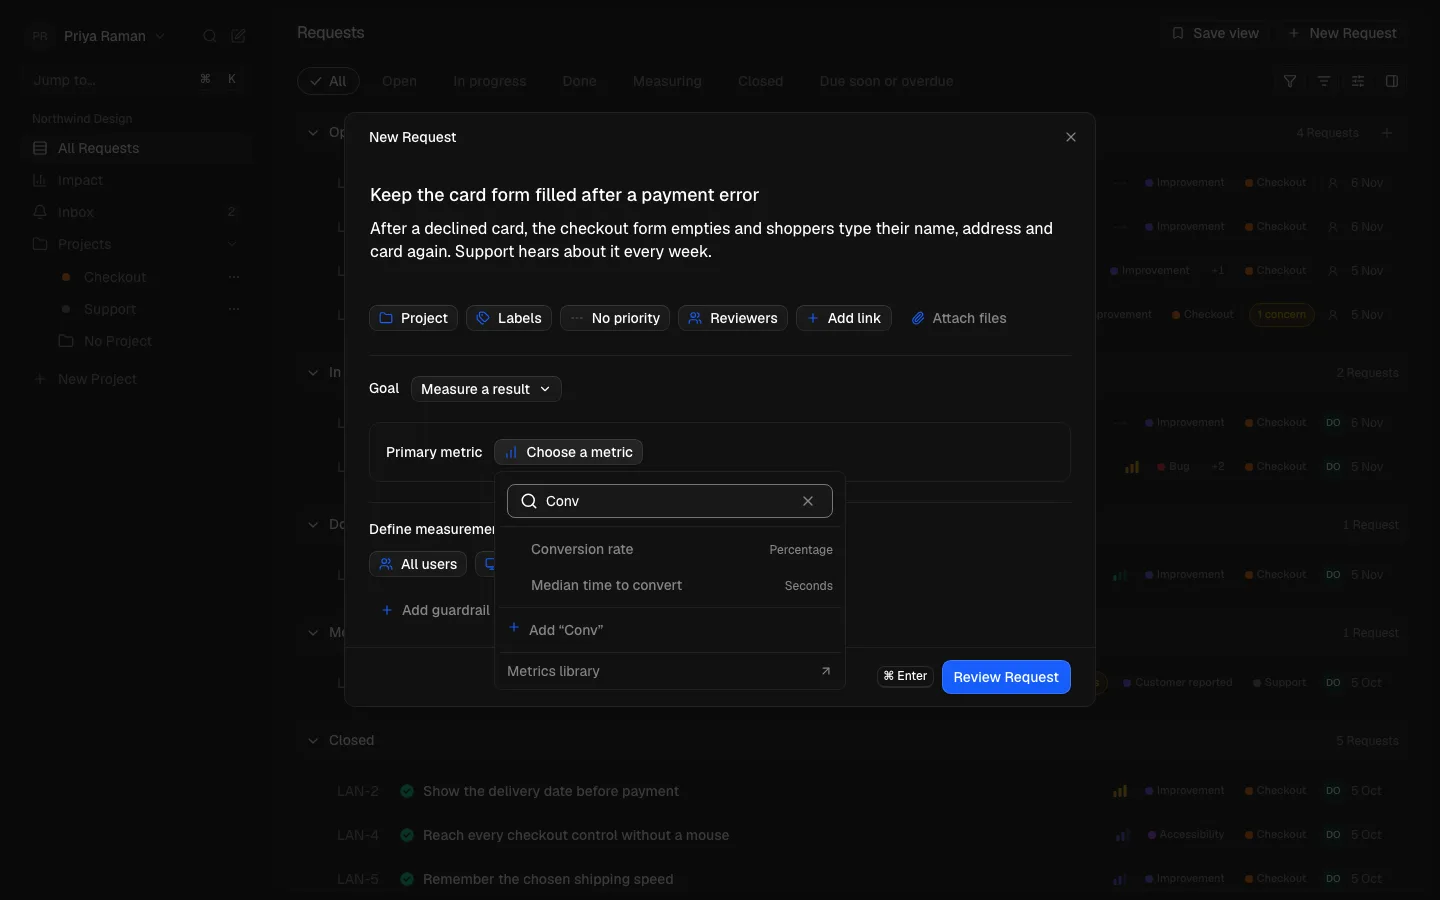 PR Priya Raman
Jump to... ⌘ K
Northwind Design
All Requests
Impact
Inbox 2
Projects
Checkout
Support
No Project
New Project
Requests
Save view
New Request
All
Open
In progress
Done
Measuring
Closed
Due soon or overdue
4 Requests
Improvement Checkout 6 Nov
Improvement Checkout 6 Nov
Improvement +1 Checkout 5 Nov
Checkout 1 concern 5 Nov
In
2 Requests
Improvement Checkout DO 6 Nov
Bug +2 Checkout DO 5 Nov
1 Request
Improvement Checkout DO 5 Nov
1 Request
Customer reported Support DO 5 Oct
New Request
Keep the card form filled after a payment error
After a declined card, the checkout form empties and shoppers type their name, address and
card again. Support hears about it every week.
Project
Labels
No priority
Reviewers
Add link
Attach files
Goal Measure a result
Primary metric Choose a metric
Conv
Conversion rate Percentage
Median time to convert Seconds
Add “Conv”
Metrics library
Define
All users
Add guardrail
⌘ Enter
Review Request
Closed
5 Requests
LAN-2 Show the delivery date before payment Improvement Checkout DO 5 Oct
LAN-4 Reach every checkout control without a mouse Accessibility Checkout DO 5 Oct
LAN-5 Remember the chosen shipping speed Improvement Checkout DO 5 Oct